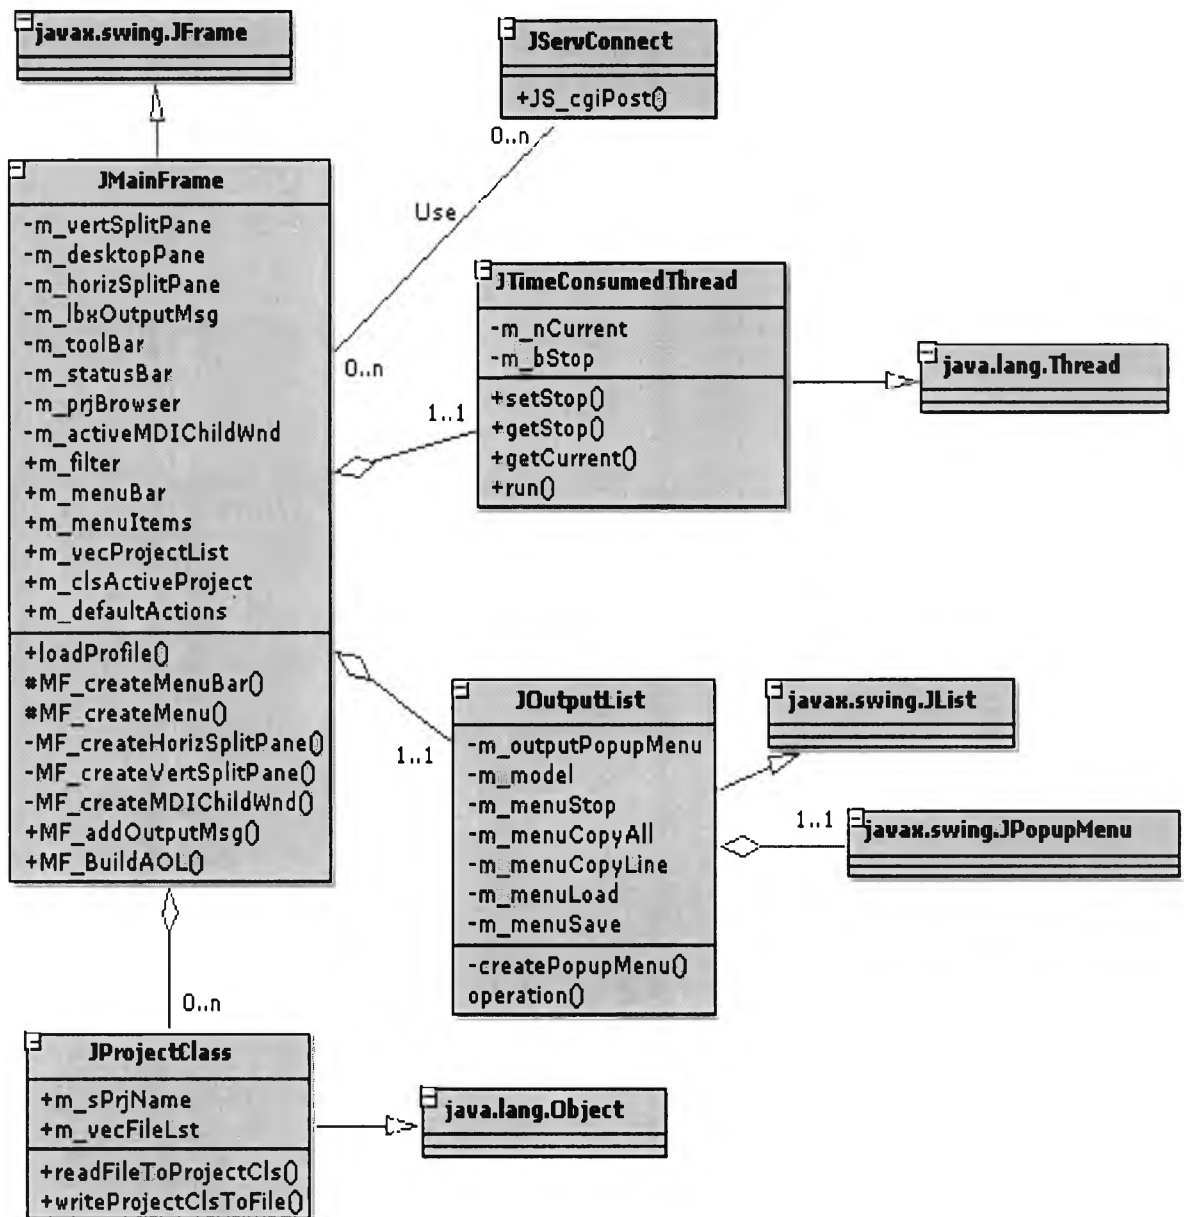 javax.swing.JFrame
JServConnect
+JS_cgiPost()
0..n
Use
0..n
JMainFrame
-m_vertSplitPane
-m_desktopPane
-m_horizSplitPane
-m_lbxOutputMsg
-m_toolBar
-m_statusBar
-m_prjBrowser
-m_activeMDIChildWnd
+m_filter
+m_menuBar
+m_menuItems
+m_vecProjectList
+m_clsActiveProject
+m_defaultActions
+loadProfile()
#MF_createMenuBar()
#MF_createMenu()
-MF_createHorizSplitPane()
-MF_createVertSplitPane()
-MF_createMDIChildWnd()
+MF_addOutputMsg()
+MF_BuildAOL()
1..1
JTimeConsumedThread
-m_nCurrent
-m_bStop
+setStop()
+getStop()
+getCurrent()
+run()
java.lang.Thread
1..1
JOutputList
-m_outputPopupMenu
-m_model
-m_menuStop
-m_menuCopyAll
-m_menuCopyLine
-m_menuLoad
-m_menuSave
-createPopupMenu()
operation()
javax.swing.JList
1..1
javax.swing.JPopupMenu
0..n
JProjectClass
+m_sPrjName
+m_vecFileLst
+readFileToProjectCls()
+writeProjectClsToFile()
java.lang.Object